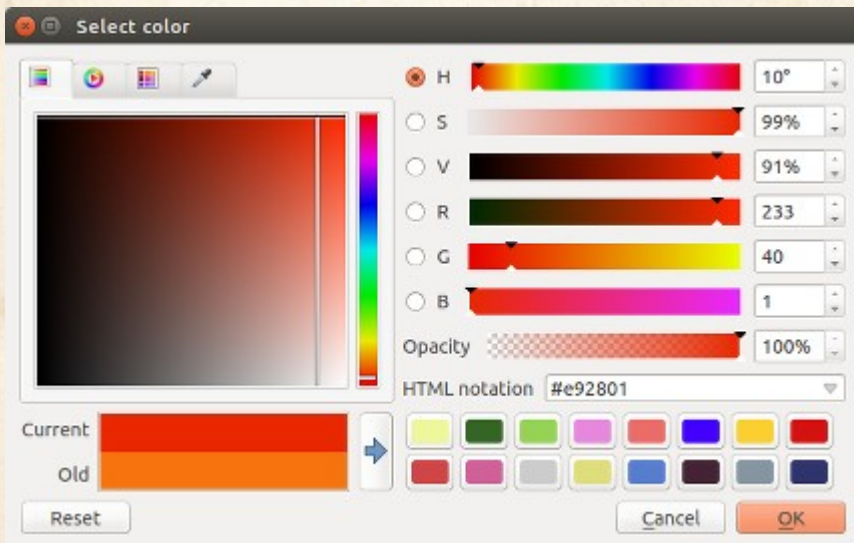 Select color
H 10°
S 99%
V 91%
R 233
G 40
B 1
Opacity 100%
HTML notation #e92801
Current
Old
Reset Cancel OK